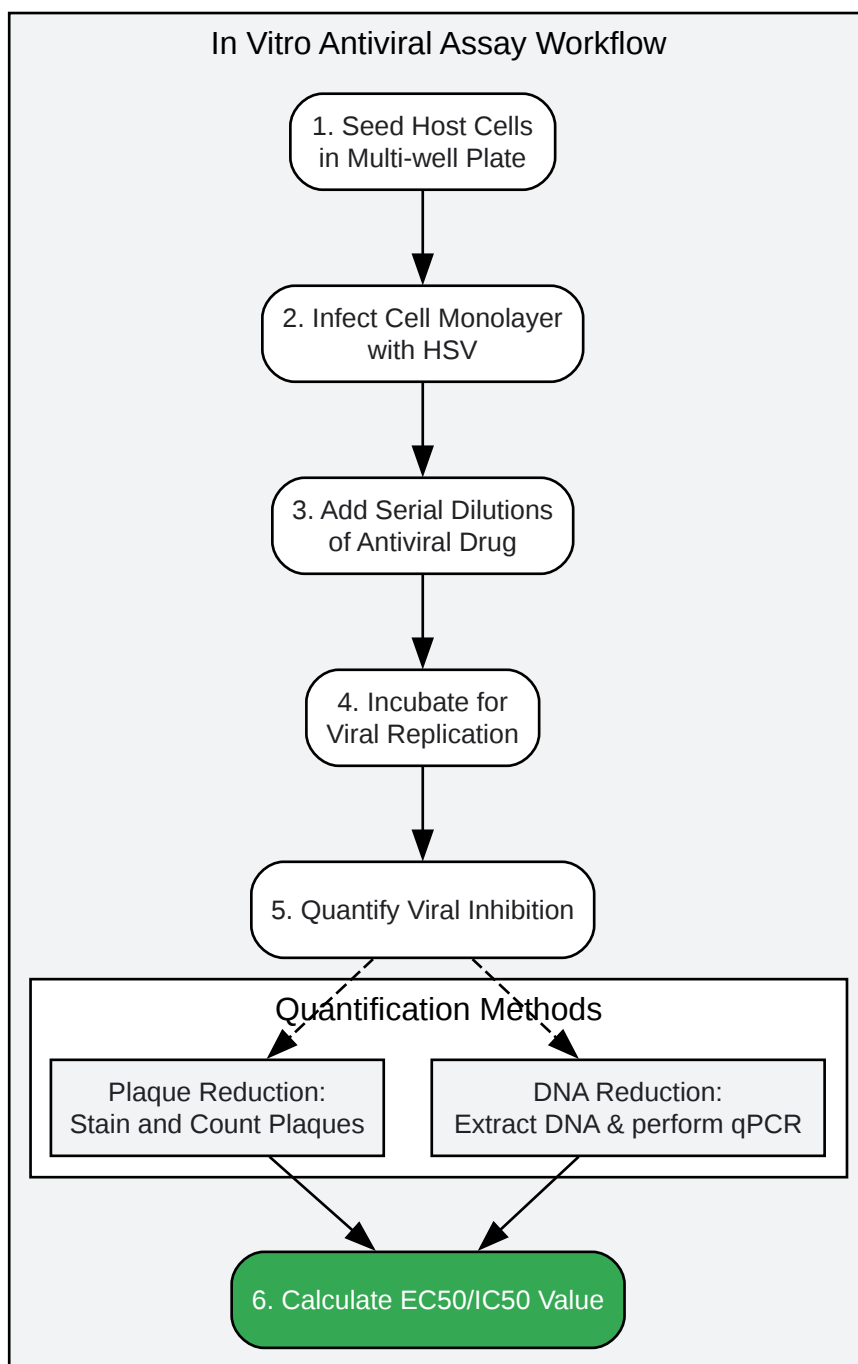 In Vitro Antiviral Assay Workflow
1. Seed Host Cells
in Multi-well Plate
2. Infect Cell Monolayer
with HSV
3. Add Serial Dilutions
of Antiviral Drug
4. Incubate for
Viral Replication
5. Quantify Viral Inhibition
Quantification Methods
Plaque Reduction:
Stain and Count Plaques
DNA Reduction:
Extract DNA & perform qPCR
6. Calculate EC50/IC50 Value